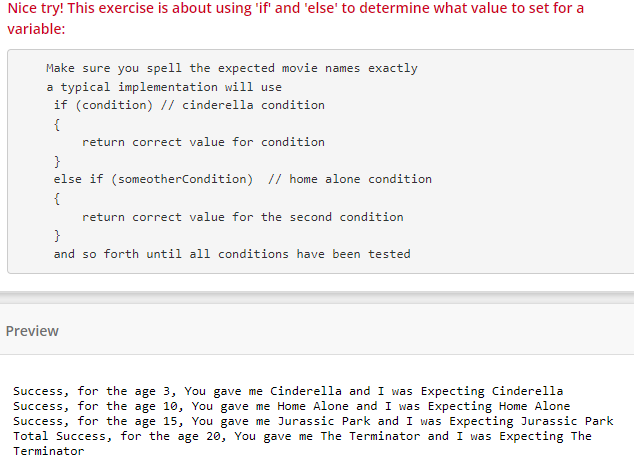 Nice try! This exercise is about using 'if' and 'else' to determine what value to set for a
variable:
Make sure you spell the expected movie names exactly
a typical implementation will use
if (condition) // cinderella condition
{
return correct value for condition
}
else if (someotherCondition)  // home alone condition
{
return correct value for the second condition
}
and so forth until all conditions have been tested
Preview
Success, for the age 3, You gave me Cinderella and I was Expecting Cinderella
Success, for the age 10, You gave me Home Alone and I was Expecting Home Alone
Success, for the age 15, You gave me Jurassic Park and I was Expecting Jurassic Park
Total Success, for the age 20, You gave me The Terminator and I was Expecting The
Terminator